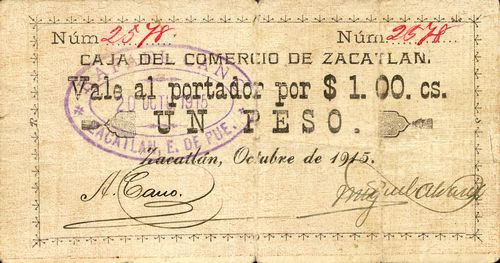 Núm. 2578 Núm. 2578
CAJA DEL COMERCIO DE ZACATLAN.
Vale al portador por $ 1.00. cs.
UN PESO.
20 OCT 1915
ZACATLAN, E. DE PUE.
Zacatlán, Octubre de 1915.
A. Cano.